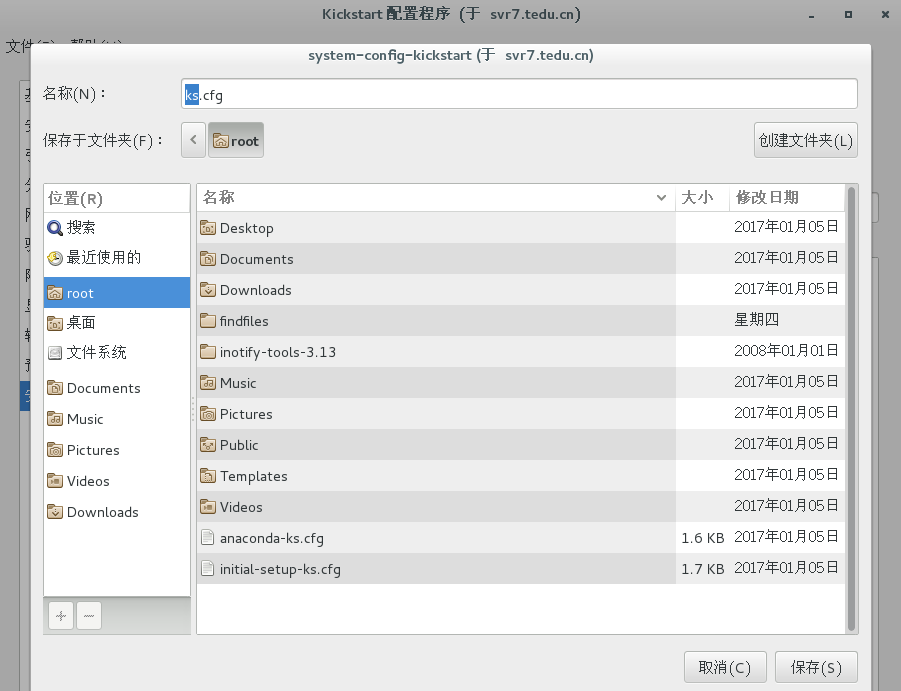 Kickstart 配置程序 (于 svr7.tedu.cn)
system-config-kickstart (于 svr7.tedu.cn)
名称(N)：
ks.cfg
保存于文件夹(F)：
root
创建文件夹(L)
位置(R)
名称 大小 修改日期
搜索
最近使用的
root
桌面
文件系统
Documents
Music
Pictures
Videos
Downloads
Desktop 2017年01月05日
Documents 2017年01月05日
Downloads 2017年01月05日
findfiles 星期四
inotify-tools-3.13 2008年01月01日
Music 2017年01月05日
Pictures 2017年01月05日
Public 2017年01月05日
Templates 2017年01月05日
Videos 2017年01月05日
anaconda-ks.cfg 1.6 KB 2017年01月05日
initial-setup-ks.cfg 1.7 KB 2017年01月05日
取消(C) 保存(S)